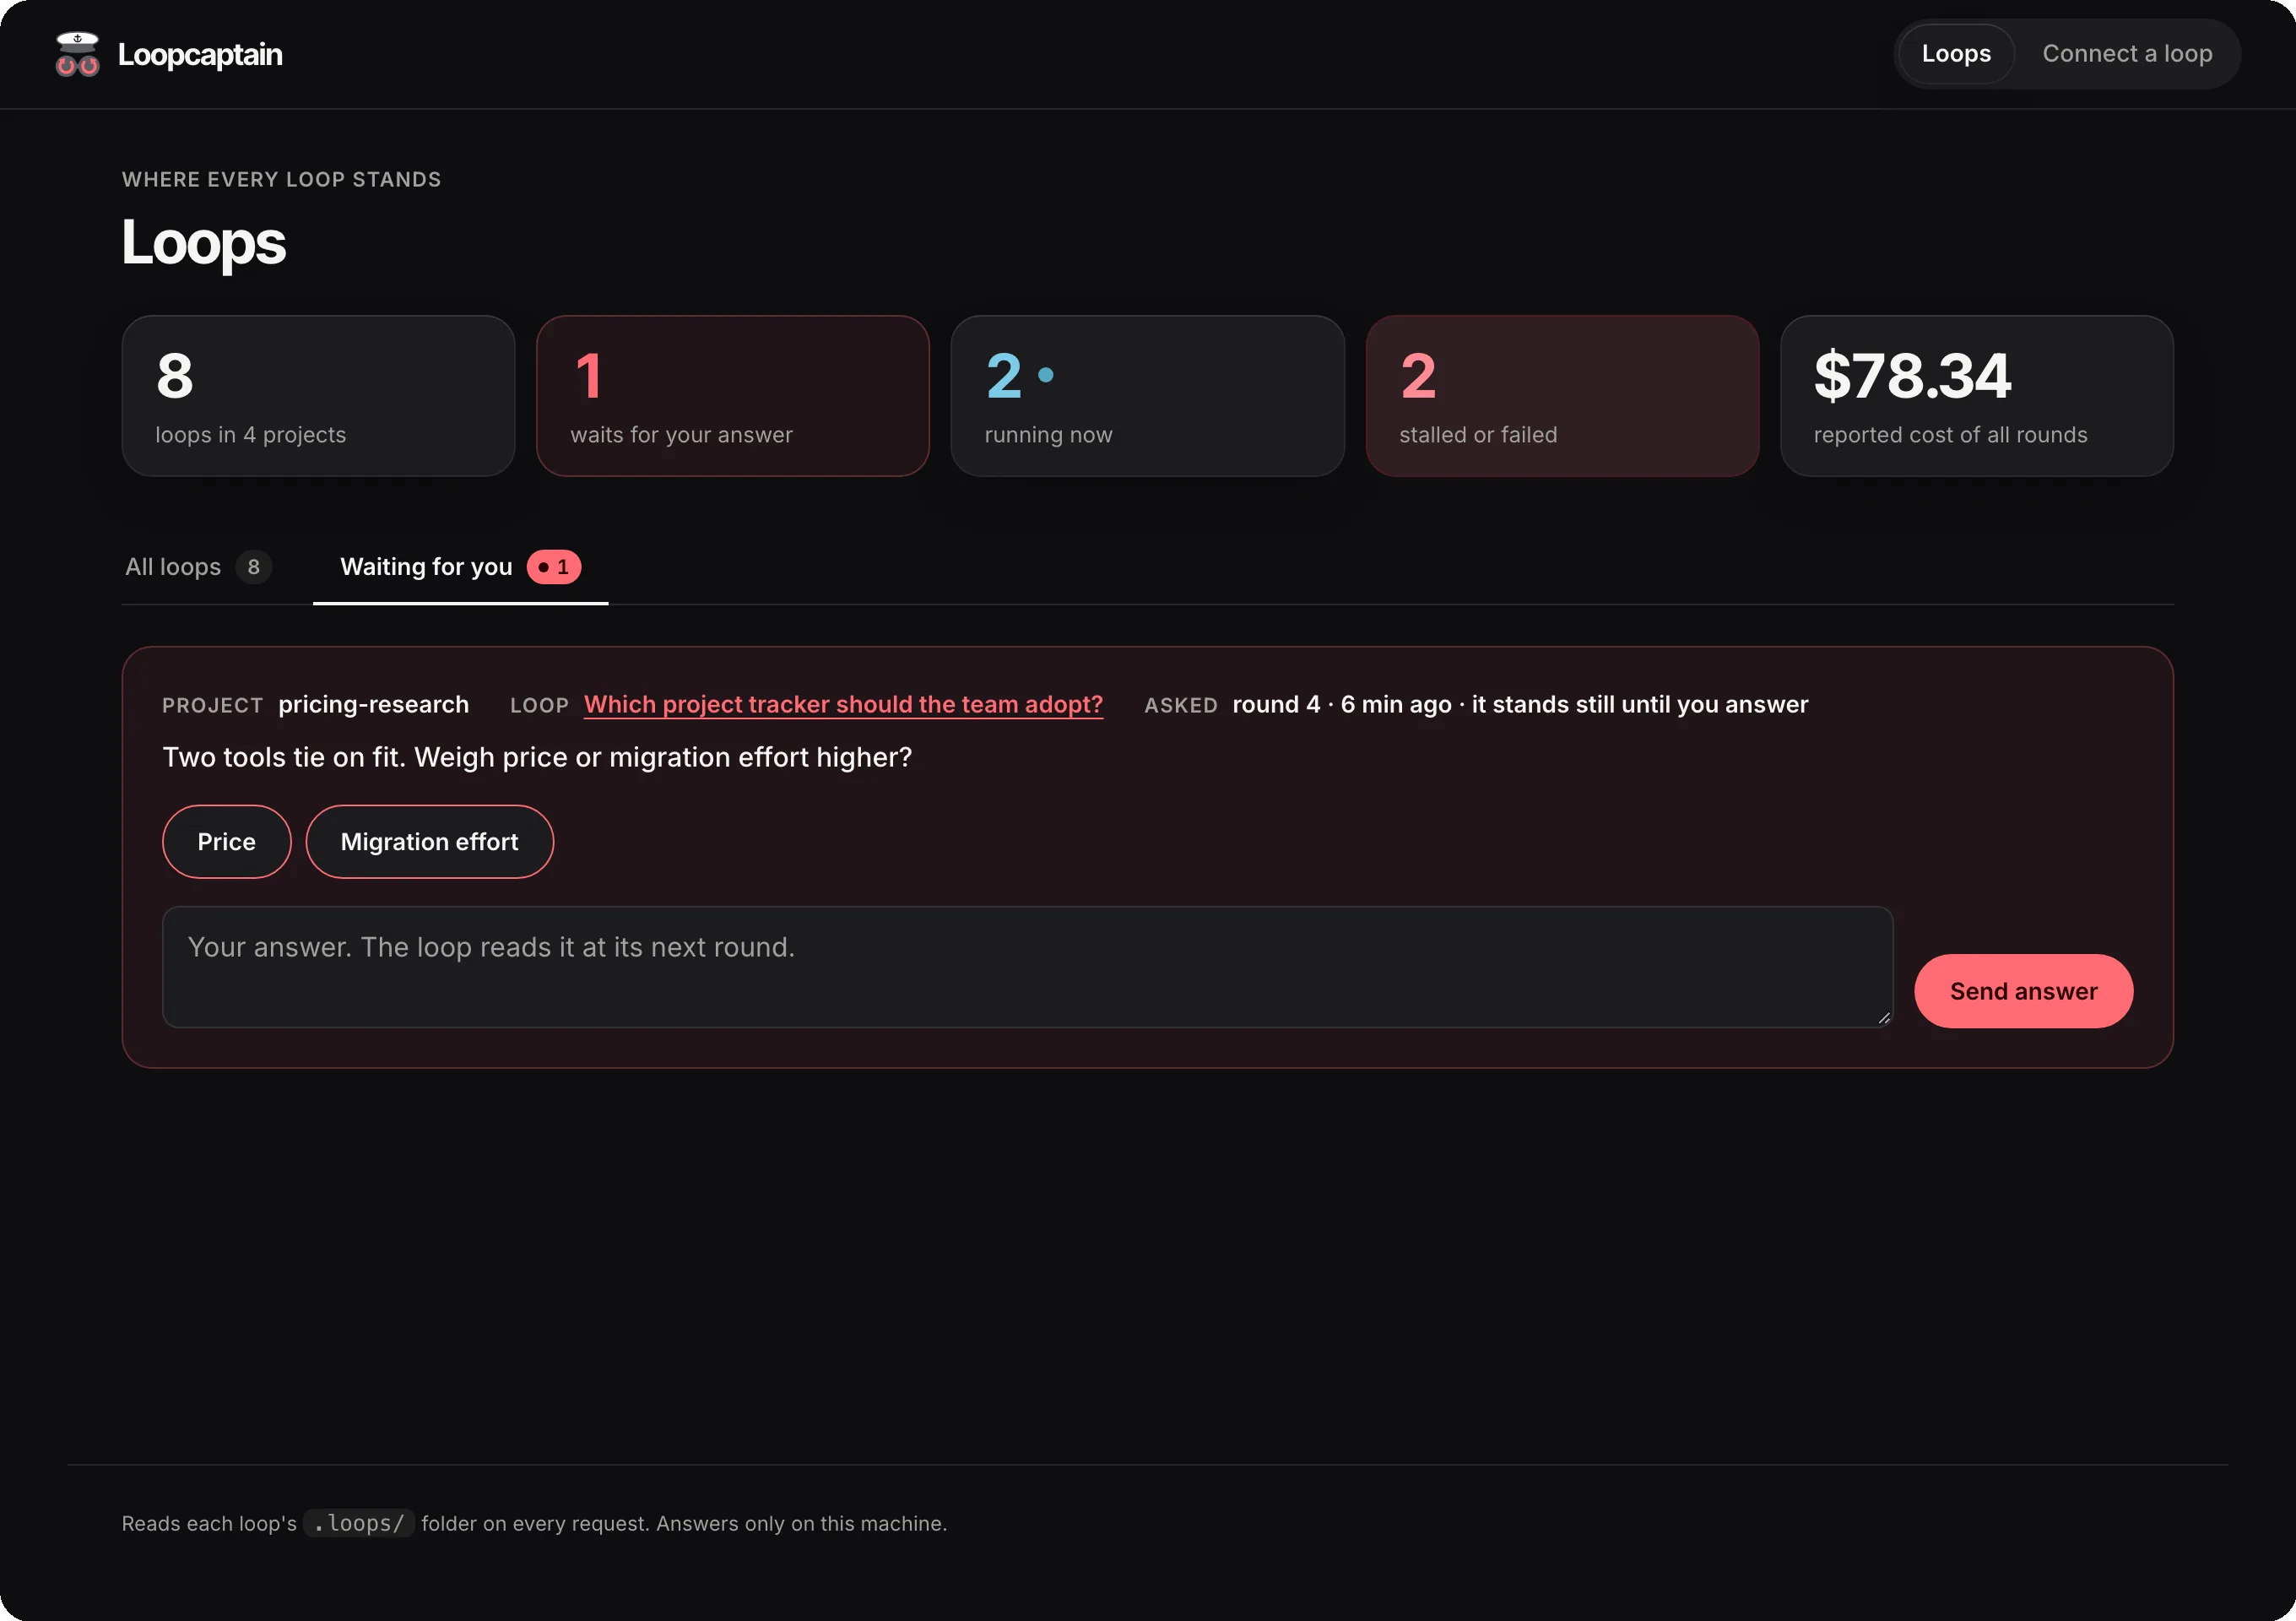 Loopcaptain
Loops
Connect a loop
WHERE EVERY LOOP STANDS
Loops
8
loops in 4 projects
1
waits for your answer
2
running now
2
stalled or failed
$78.34
reported cost of all rounds
All loops 8
Waiting for you 1
PROJECT pricing-research LOOP Which project tracker should the team adopt? ASKED round 4 · 6 min ago · it stands still until you answer
Two tools tie on fit. Weigh price or migration effort higher?
Price
Migration effort
Your answer. The loop reads it at its next round.
Send answer
Reads each loop's .loops/ folder on every request. Answers only on this machine.